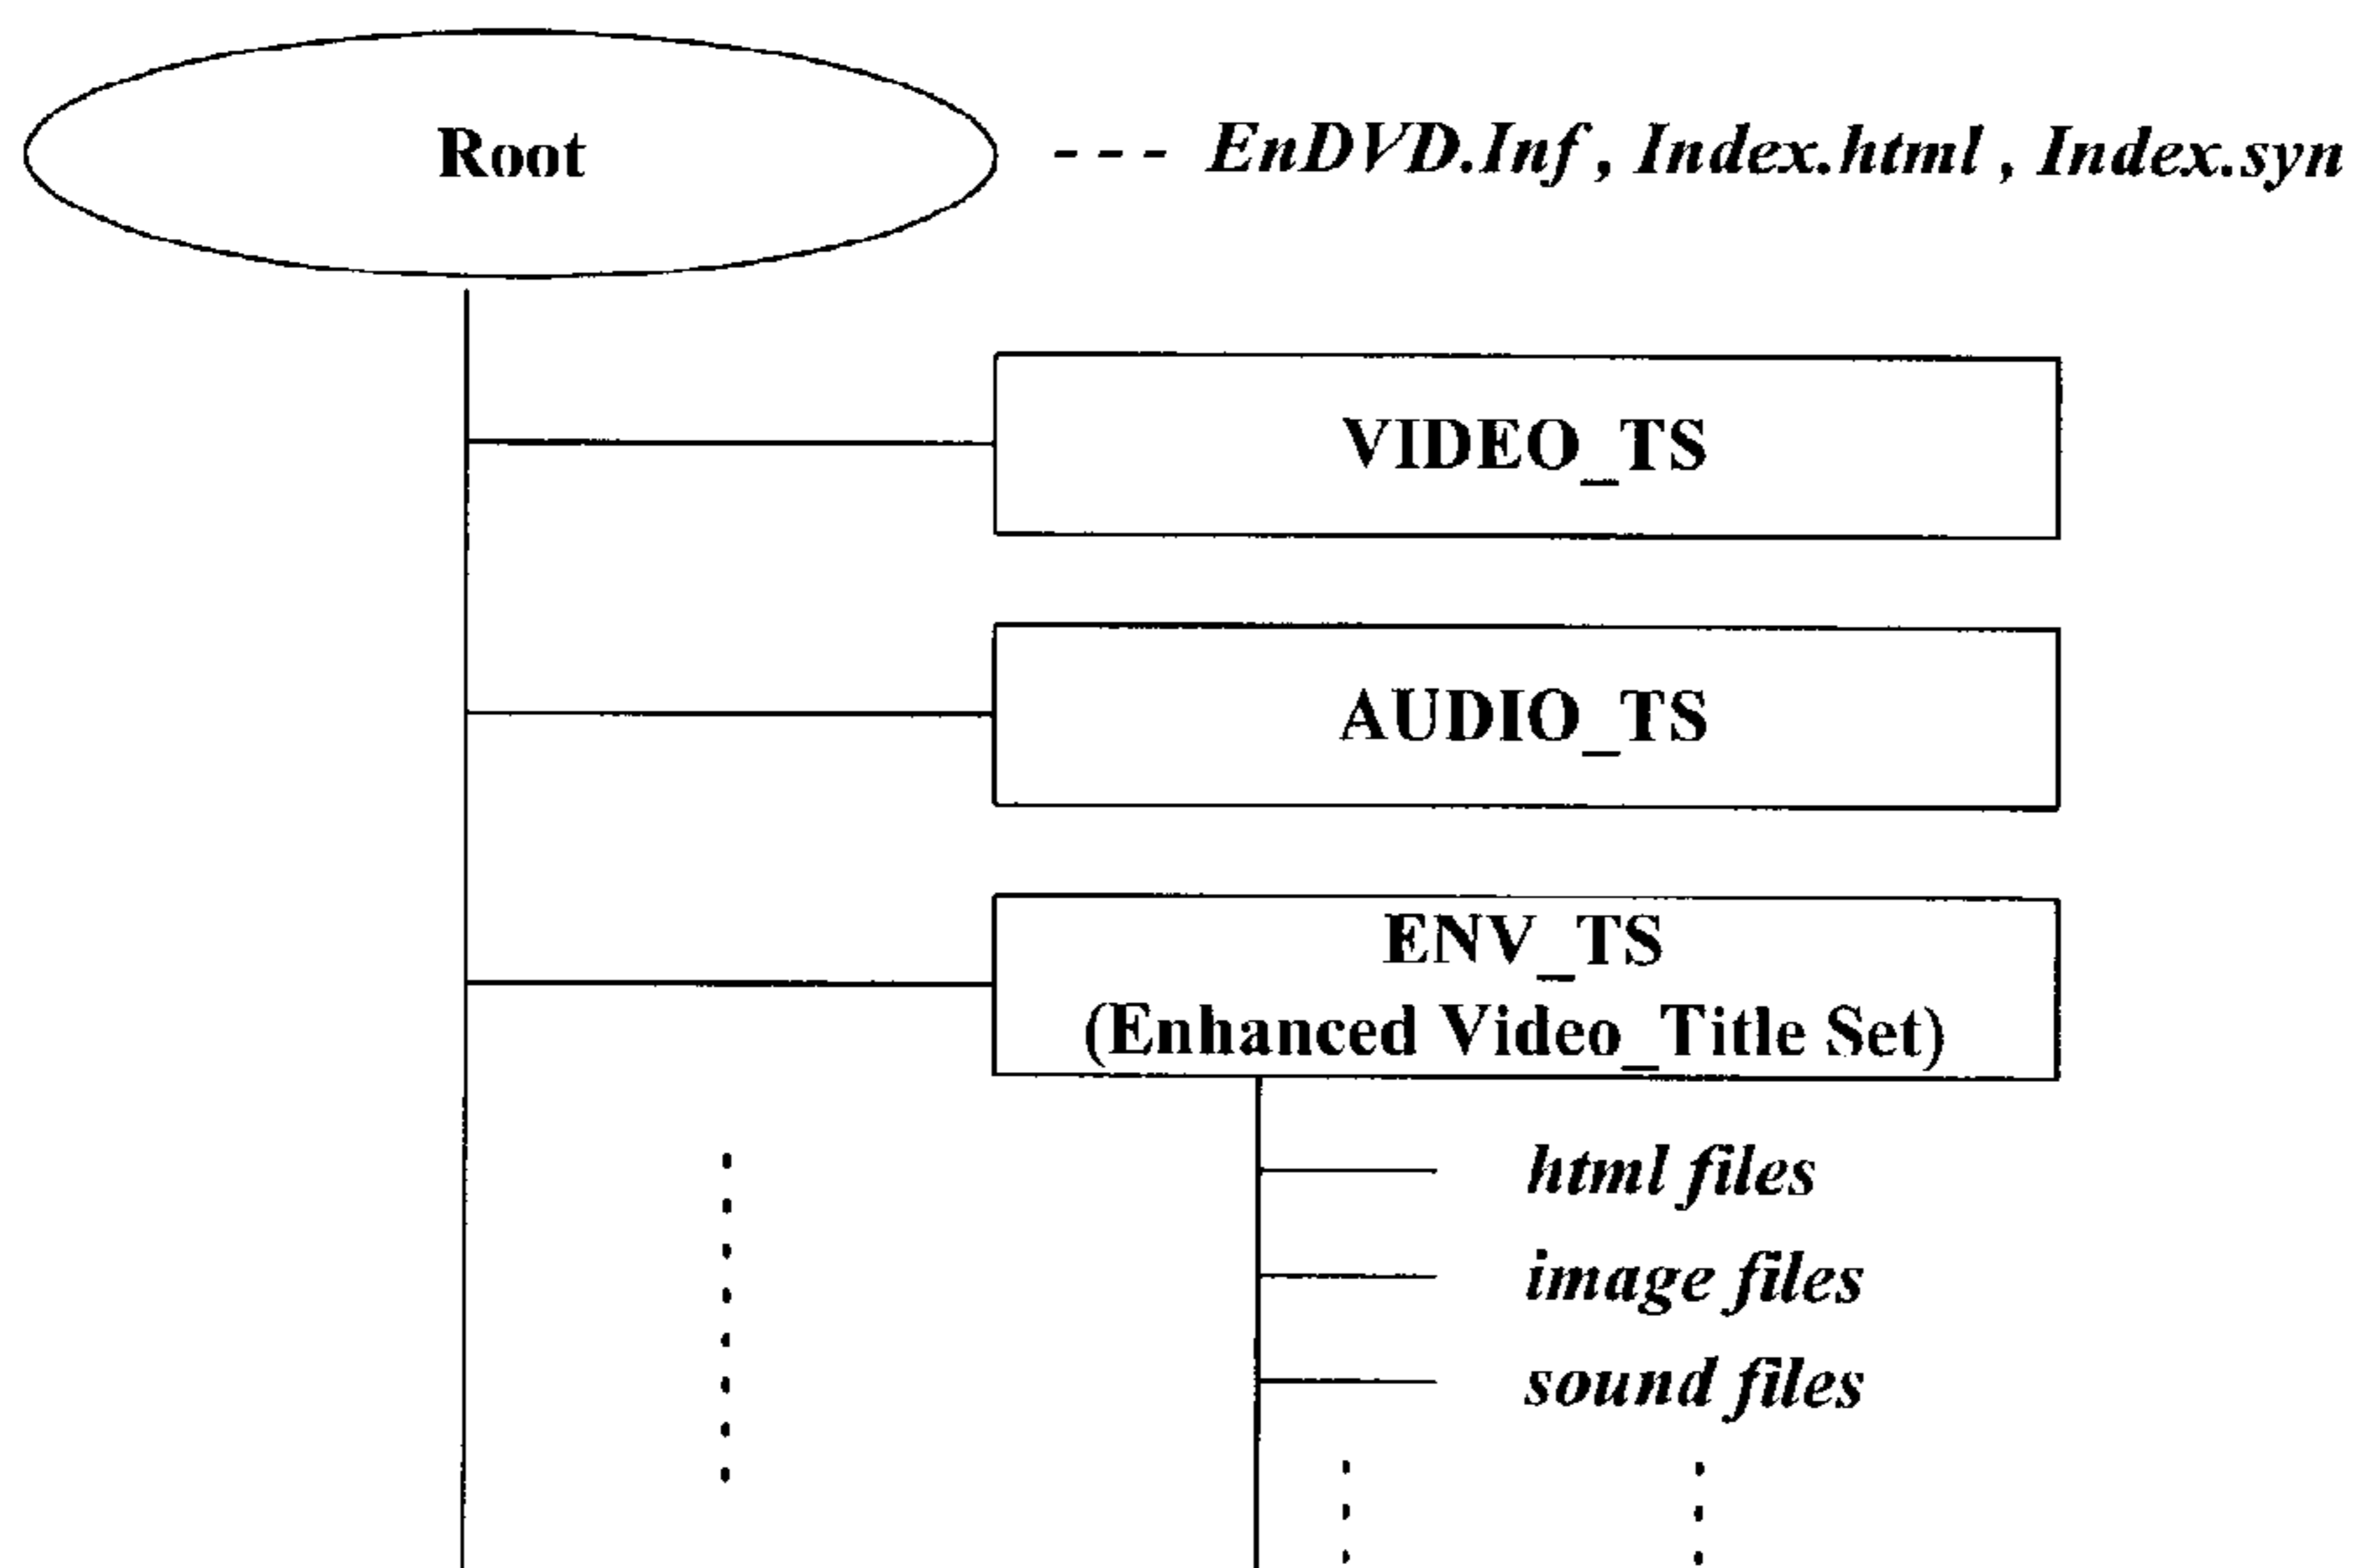 Root
--- EnDVD.Inf , Index.html , Index.syn
VIDEO_TS
AUDIO_TS
ENV_TS
(Enhanced Video_Title Set)
html files
image files
sound files